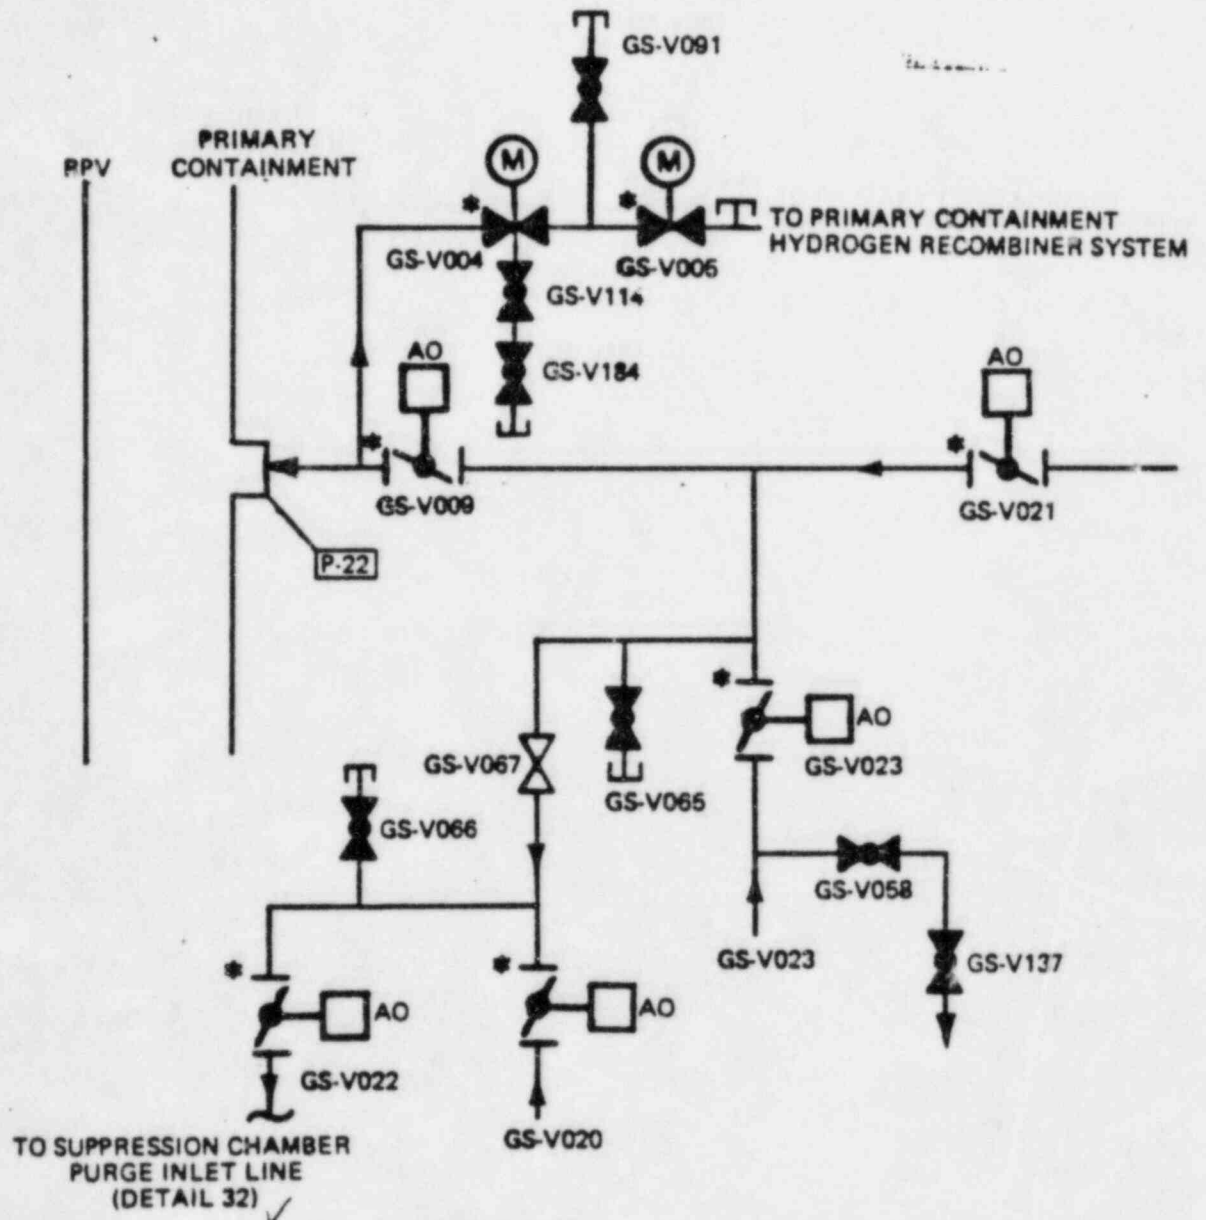 GS-V091
PRIMARY
CONTAINMENT
RPV
M
M
*
*
TO PRIMARY CONTAINMENT
HYDROGEN RECOMBINER SYSTEM
GS-V004
GS-V005
GS-V114
GS-V184
AO
AO
*
*
GS-V009
GS-V021
P-22
*
AO
GS-V067
GS-V065
GS-V023
GS-V066
GS-V058
*
*
GS-V023
GS-V137
AO
AO
GS-V022
GS-V020
TO SUPPRESSION CHAMBER
PURGE INLET LINE
(DETAIL 32)